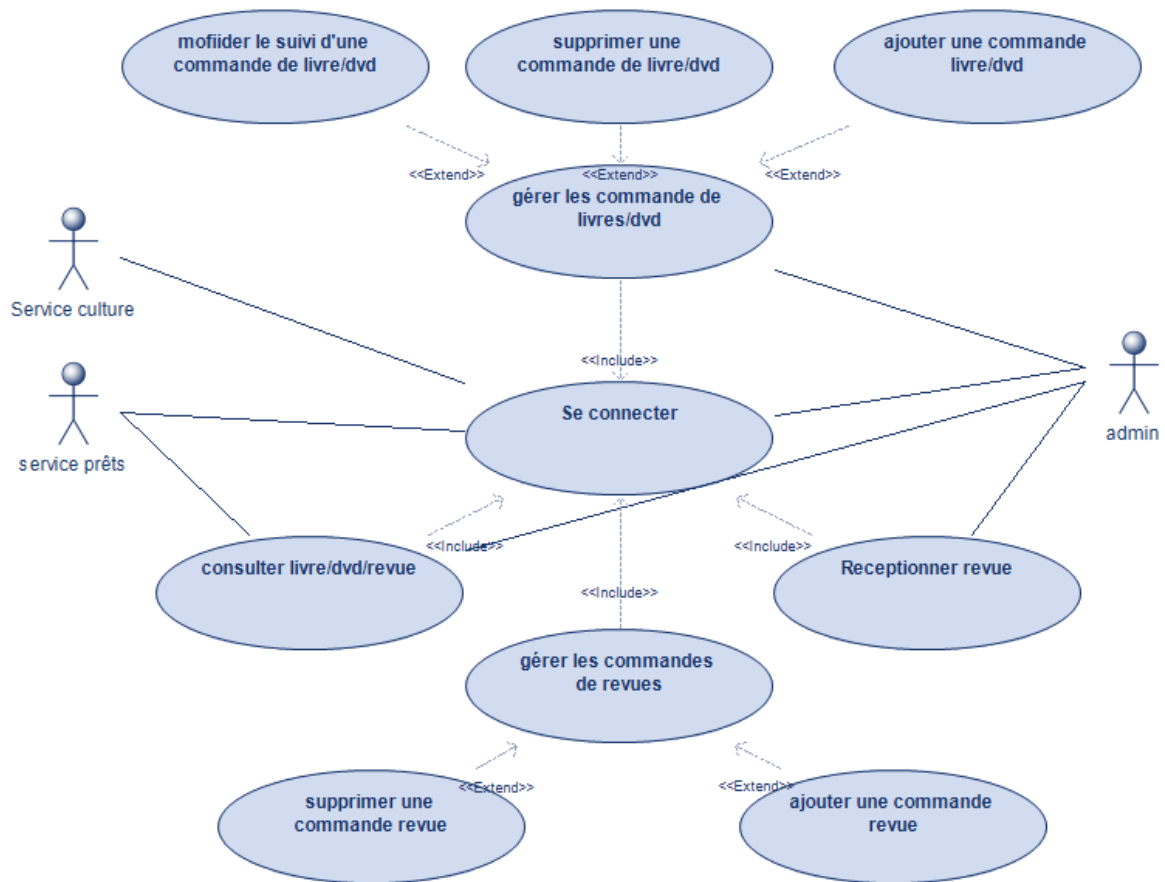 mofiider le suivi d'une
commande de livre/dvd
supprimer une
commande de livre/dvd
ajouter une commande
livre/dvd
<<Extend>>
<<Extend>>
<<Extend>>
gérer les commande de
livres/dvd
Service culture
<<Include>>
service prêts
Se connecter
admin
<<Include>>
<<Include>>
consulter livre/dvd/revue
Receptionner revue
<<Include>>
gérer les commandes
de revues
<<Extend>>
<<Extend>>
supprimer une
commande revue
ajouter une commande
revue